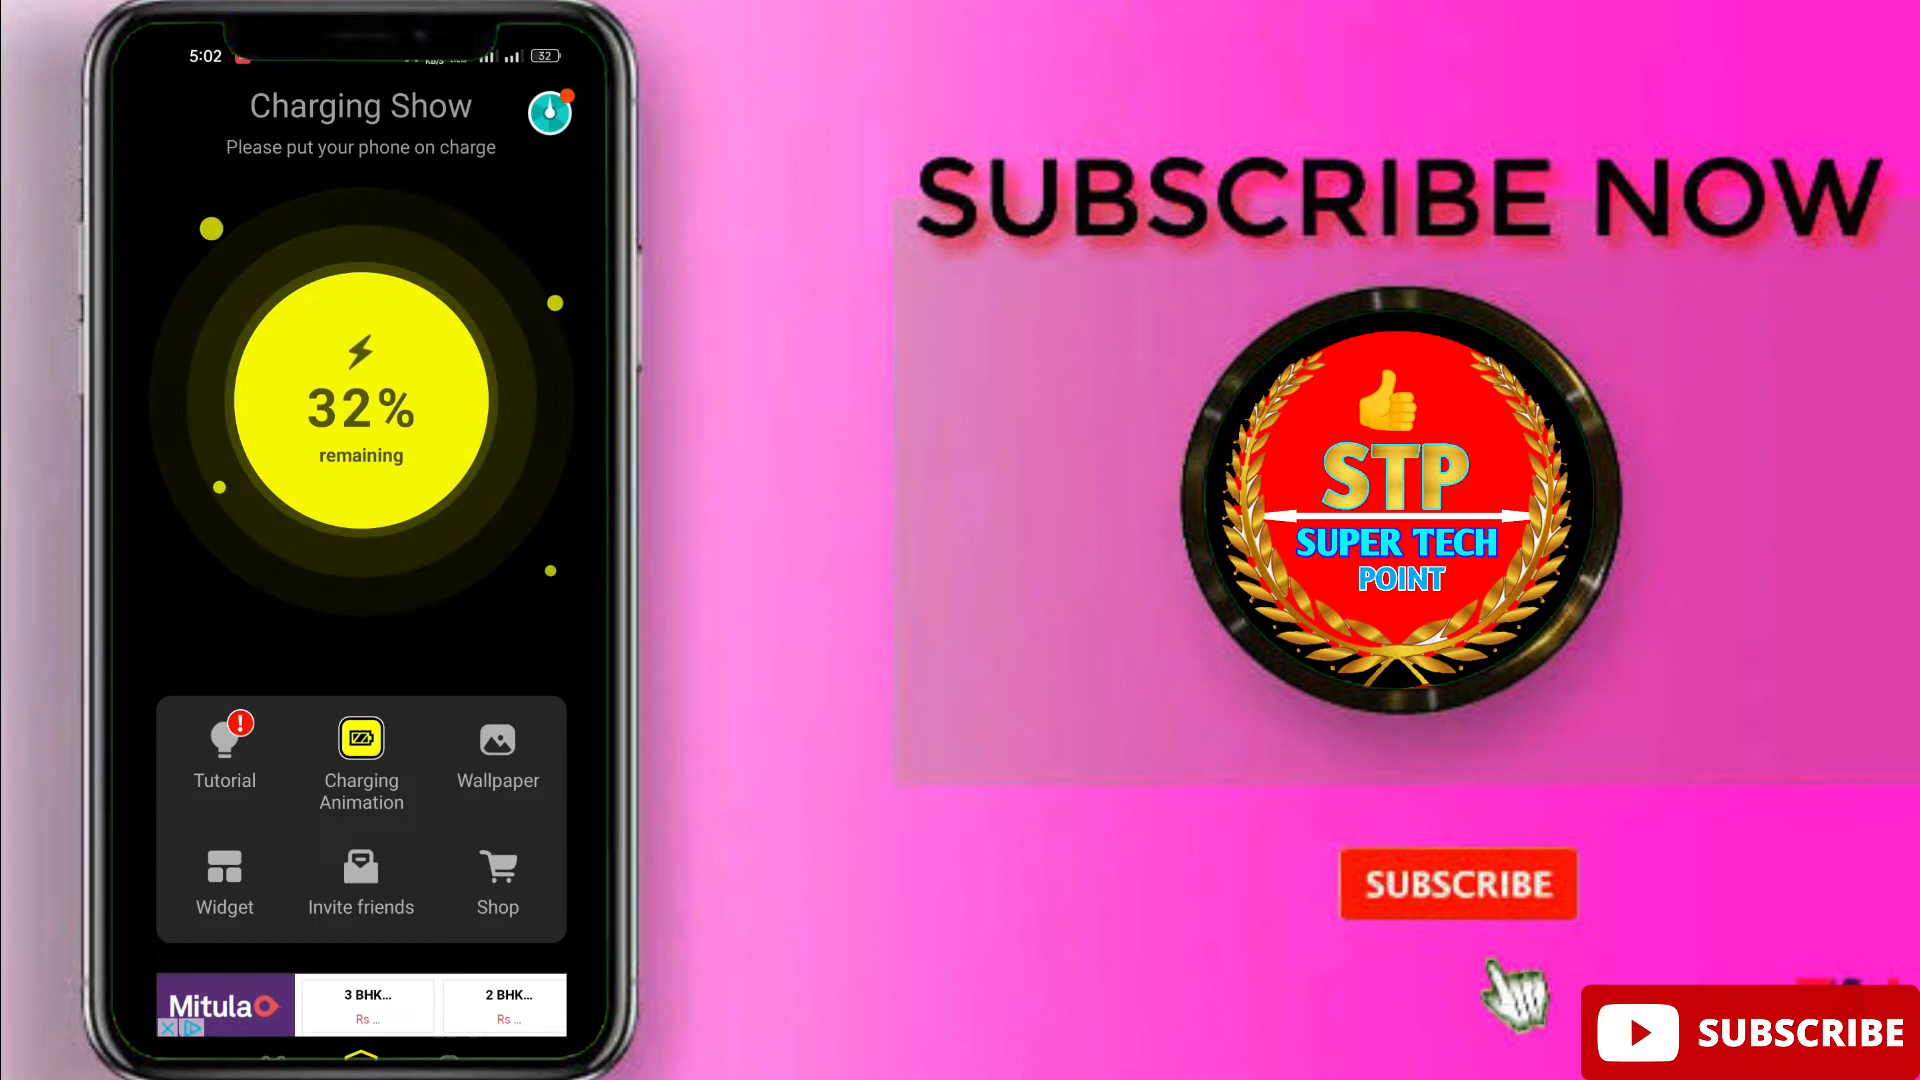 5:02
32
Charging Show
Please put your phone on charge
32%
remaining
Tutorial
Charging
Animation
Wallpaper
Widget
Invite friends
Shop
Mitula
3 BHK...
Rs ...
2 BHK...
Rs ...
SUBSCRIBE NOW
STP
SUPER TECH
POINT
SUBSCRIBE
SUBSCRIBE